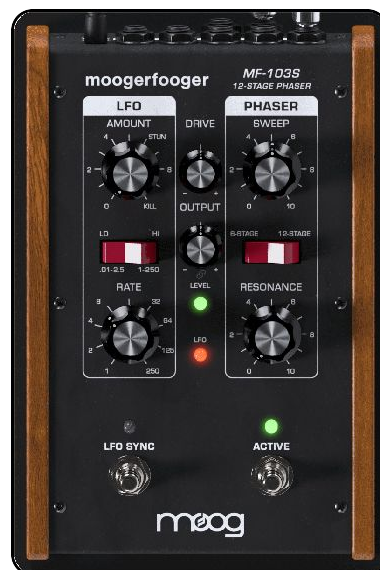 moogerfooger
MF-103S
12-STAGE PHASER
LFO
PHASER
AMOUNT
DRIVE
SWEEP
4
STUN
2
8
0
KILL
4
6
2
8
0
10
OUTPUT
LO
HI
.01-2.5
1-250
6-STAGE
12-STAGE
LEVEL
RATE
RESONANCE
8
32
4
64
2
125
1
250
4
6
2
8
0
10
LFO
LFO SYNC
ACTIVE
moog